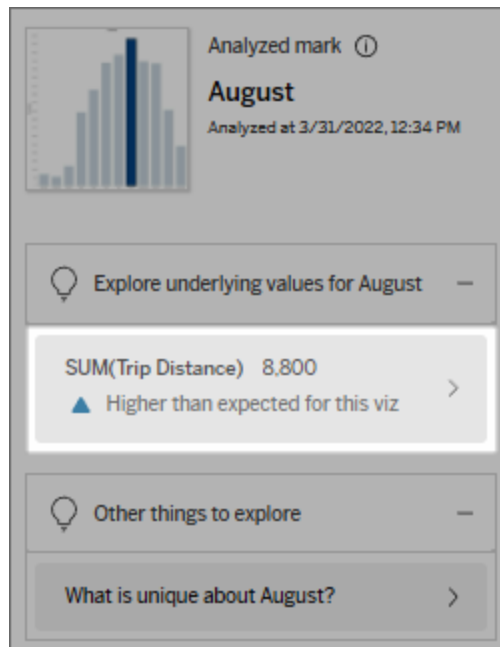 Analyzed mark
August
Analyzed at 3/31/2022, 12:34 PM
Explore underlying values for August
SUM(Trip Distance) 8,800
Higher than expected for this viz
Other things to explore
What is unique about August?